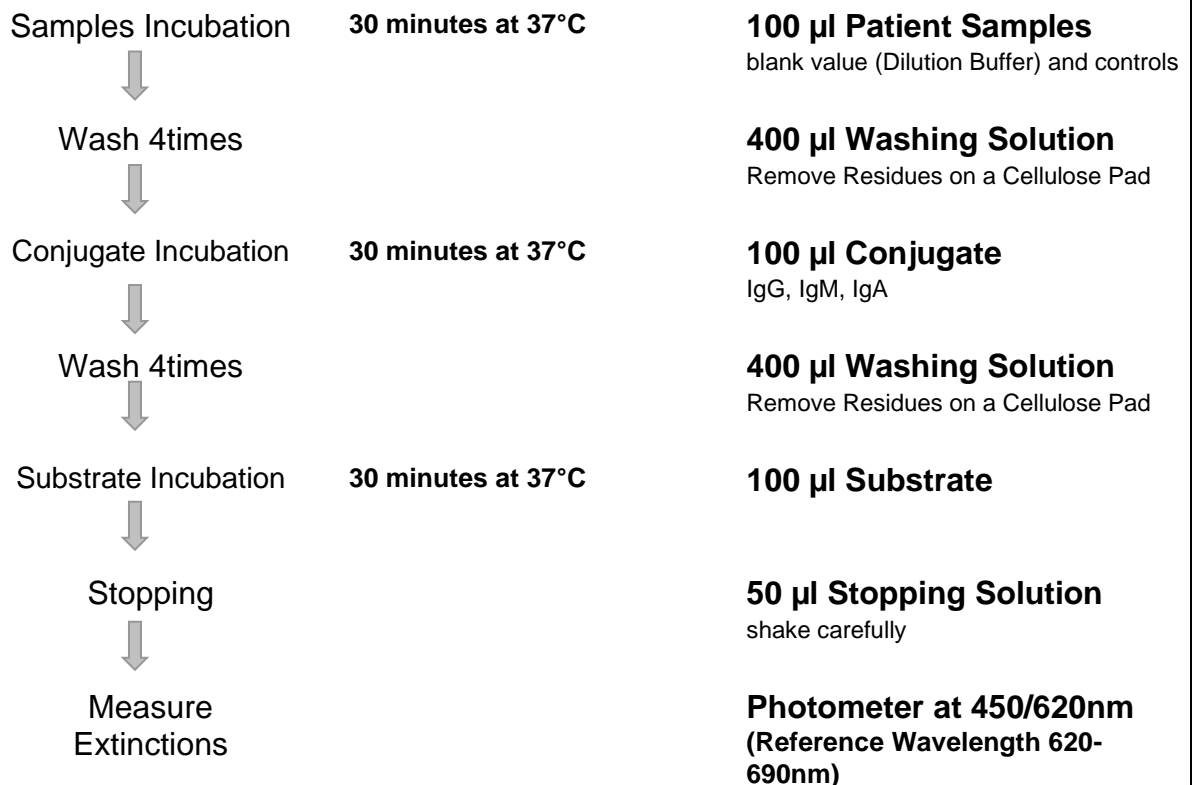 Samples Incubation 30 minutes at 37°C 100 µl Patient Samples
blank value (Dilution Buffer) and controls
Wash 4times 400 µl Washing Solution
Remove Residues on a Cellulose Pad
Conjugate Incubation 30 minutes at 37°C 100 µl Conjugate
IgG, IgM, IgA
Wash 4times 400 µl Washing Solution
Remove Residues on a Cellulose Pad
Substrate Incubation 30 minutes at 37°C 100 µl Substrate
Stopping 50 µl Stopping Solution
shake carefully
Measure Photometer at 450/620nm
Extinctions (Reference Wavelength 620-
690nm)